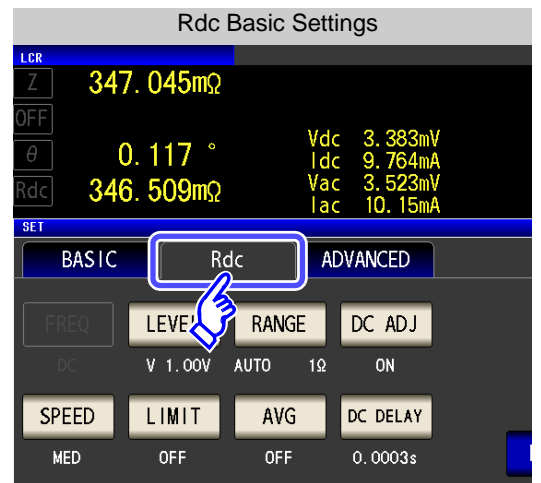 Rdc Basic Settings
LCR
Z 347.045mΩ
OFF
θ 0.117 °
Rdc 346.509mΩ
Vdc 3.383mV
Idc 9.764mA
Vac 3.523mV
Iac 10.15mA
SET
BASIC Rdc ADVANCED
FREQ LEVEL RANGE DC ADJ
DC V 1.00V AUTO 1Ω ON
SPEED LIMIT AVG DC DELAY
MED OFF OFF 0.0003s